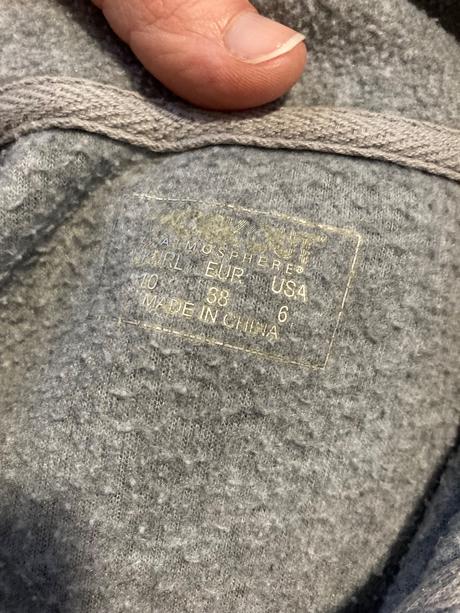 ATMOSPHERE®
IRL EUR USA
10 38 6
MADE IN CHINA